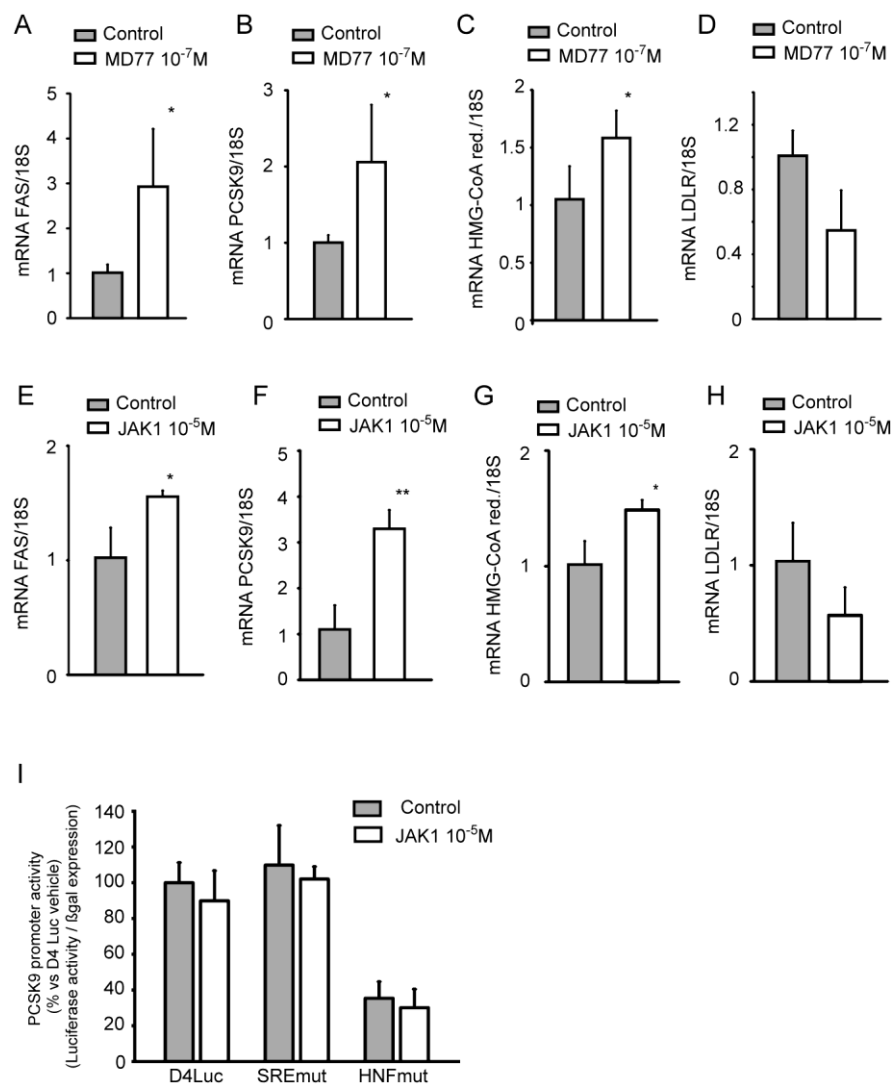 A
Control
MD77 10⁻⁷M
mRNA FAS/18S
5
4
3
2
1
0
*
B
Control
MD77 10⁻⁷M
mRNA PCSK9/18S
3
2
1
0
*
C
Control
MD77 10⁻⁷M
mRNA HMG-CoA red./18S
2
1.5
1
0.5
0
*
D
Control
MD77 10⁻⁷M
mRNA LDLR/18S
1.2
0.8
0.4
0
E
Control
JAK1 10⁻⁵M
mRNA FAS/18S
2
1
0
*
F
Control
JAK1 10⁻⁵M
mRNA PCSK9/18S
5
4
3
2
1
0
**
G
Control
JAK1 10⁻⁵M
mRNA HMG-CoA red./18S
2
1
0
*
H
Control
JAK1 10⁻⁵M
mRNA LDLR/18S
2
1
0
I
Control
JAK1 10⁻⁵M
PCSK9 promoter activity
(% vs D4 Luc vehicle)
(Luciferase activity / ßgal expression)
140
120
100
80
60
40
20
0
D4Luc SREmut HNFmut